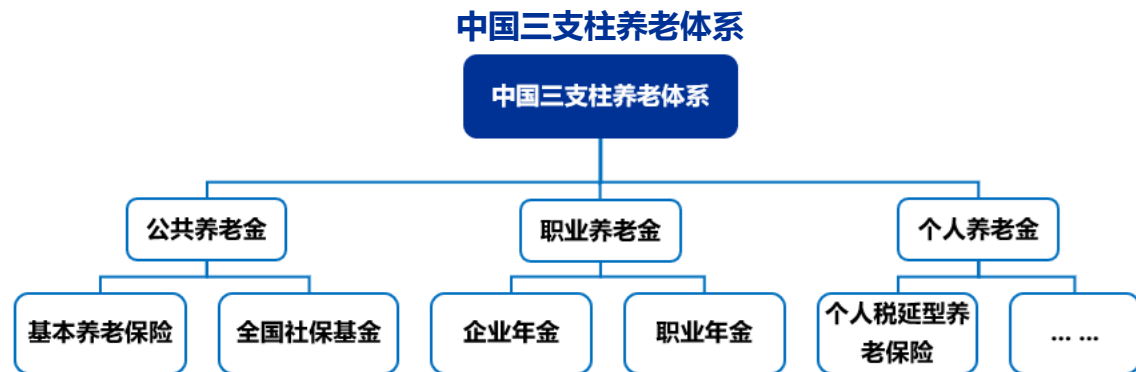 中国三支柱养老体系
中国三支柱养老体系
公共养老金
职业养老金
个人养老金
基本养老保险
全国社保基金
企业年金
职业年金
个人税延型养
老保险
... ...